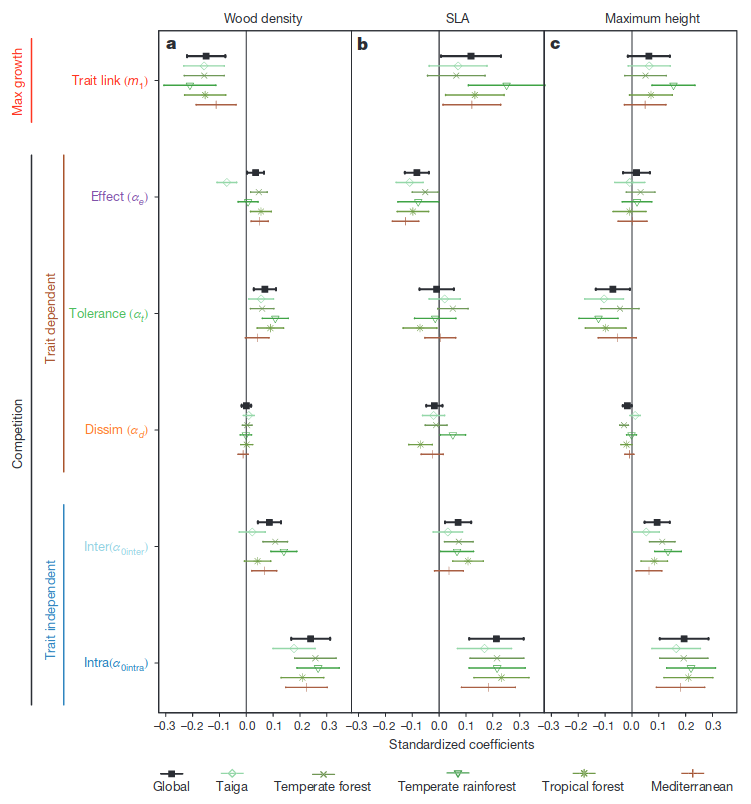 Wood density
SLA
Maximum height
a
b
c
Max growth
Trait link (m₁)
Competition
Trait dependent
Effect (αₑ)
Tolerance (αₜ)
Dissim (α_d)
Trait independent
Inter(α₀inter)
Intra(α₀intra)
−0.3 −0.2 −0.1 0.0 0.1 0.2 0.3
−0.3 −0.2 −0.1 0.0 0.1 0.2 0.3
−0.3 −0.2 −0.1 0.0 0.1 0.2 0.3
Standardized coefficients
Global
Taiga
Temperate forest
Temperate rainforest
Tropical forest
Mediterranean